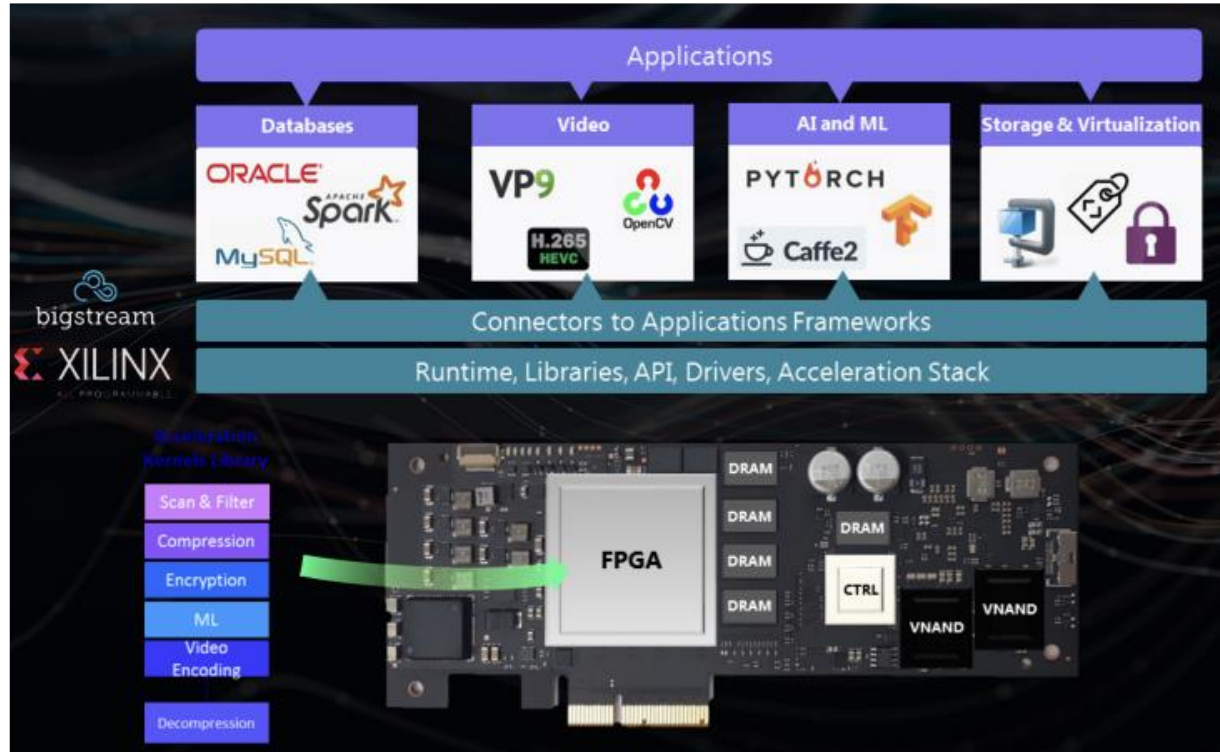 Applications
Databases
Video
AI and ML
Storage & Virtualization
ORACLE
APACHE
Spark
MySQL
VP9
OpenCV
H.265
HEVC
PYTORCH
Caffe2
bigstream
Connectors to Applications Frameworks
XILINX
ALL PROGRAMMABLE
Runtime, Libraries, API, Drivers, Acceleration Stack
Acceleration
Kernels Library
Scan & Filter
Compression
Encryption
ML
Video
Encoding
Decompression
FPGA
DRAM
DRAM
DRAM
DRAM
DRAM
CTRL
VNAND
VNAND